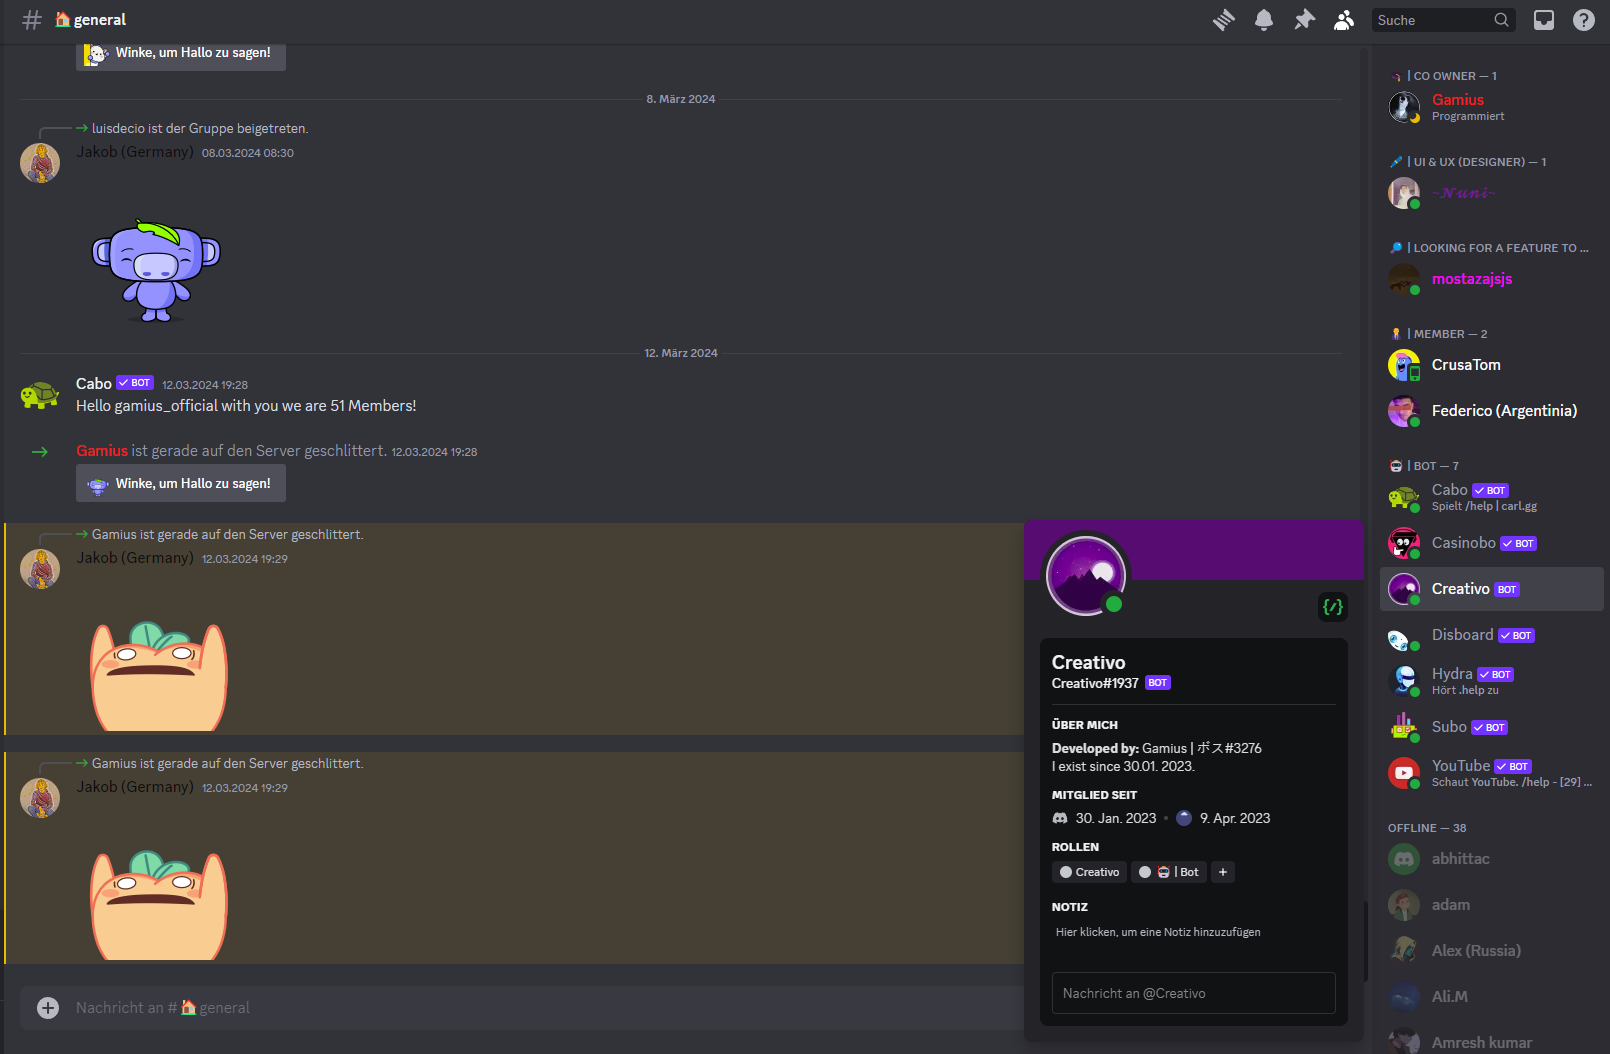 general
Suche
Winke, um Hallo zu sagen!
8. März 2024
luisdecio ist der Gruppe beigetreten.
Jakob (Germany) 08.03.2024 08:30
12. März 2024
Cabo BOT 12.03.2024 19:28
Hello gamius_official with you we are 51 Members!
Gamius ist gerade auf den Server geschlittert. 12.03.2024 19:28
Winke, um Hallo zu sagen!
Gamius ist gerade auf den Server geschlittert.
Jakob (Germany) 12.03.2024 19:29
Gamius ist gerade auf den Server geschlittert.
Jakob (Germany) 12.03.2024 19:29
Nachricht an # general
Creativo
Creativo#1937 BOT
ÜBER MICH
Developed by: Gamius | ボス#3276
I exist since 30.01. 2023.
MITGLIED SEIT
30. Jan. 2023 • 9. Apr. 2023
ROLLEN
Creativo | Bot +
NOTIZ
Hier klicken, um eine Notiz hinzuzufügen
Nachricht an @Creativo
| CO OWNER — 1
Gamius
Programmiert
| UI & UX (DESIGNER) — 1
~𝓝𝓾𝓷𝓲~
| LOOKING FOR A FEATURE TO ...
mostazajsjs
| MEMBER — 2
CrusaTom
Federico (Argentinia)
| BOT — 7
Cabo BOT
Spielt /help | carl.gg
Casinobo BOT
Creativo BOT
Disboard BOT
Hydra BOT
Hört .help zu
Subo BOT
YouTube BOT
Schaut YouTube. /help - [29] ...
OFFLINE — 38
abhittac
adam
Alex (Russia)
Ali.M
Amresh kumar